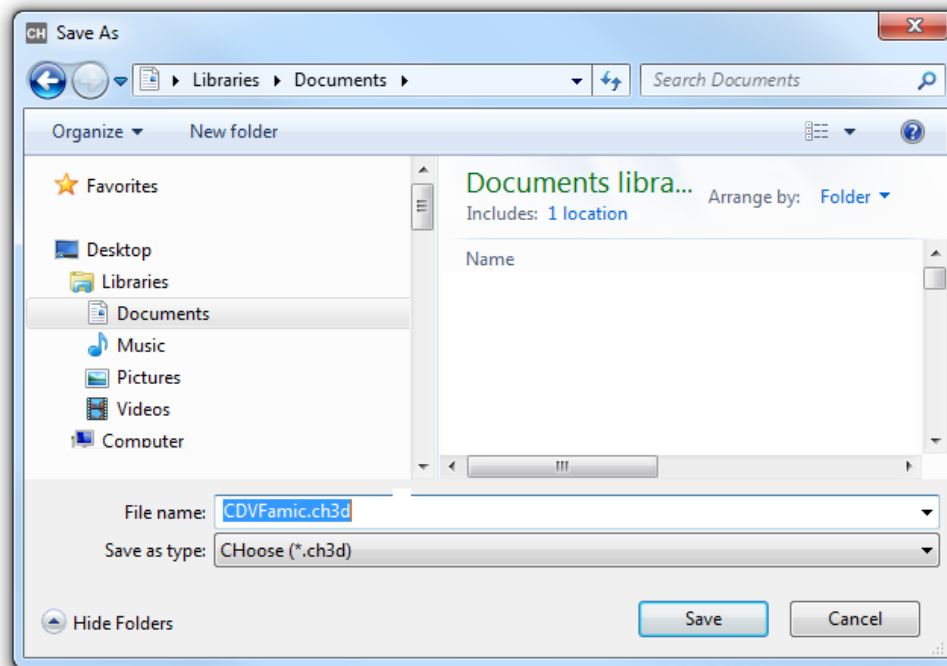 CH Save As
Libraries Documents Search Documents
Organize New folder
Favorites
Desktop
Libraries
Documents
Music
Pictures
Videos
Computer
Documents libra... Arrange by: Folder
Includes: 1 location
Name
File name: CDVFamic.ch3d
Save as type: CHoose (*.ch3d)
Hide Folders Save Cancel